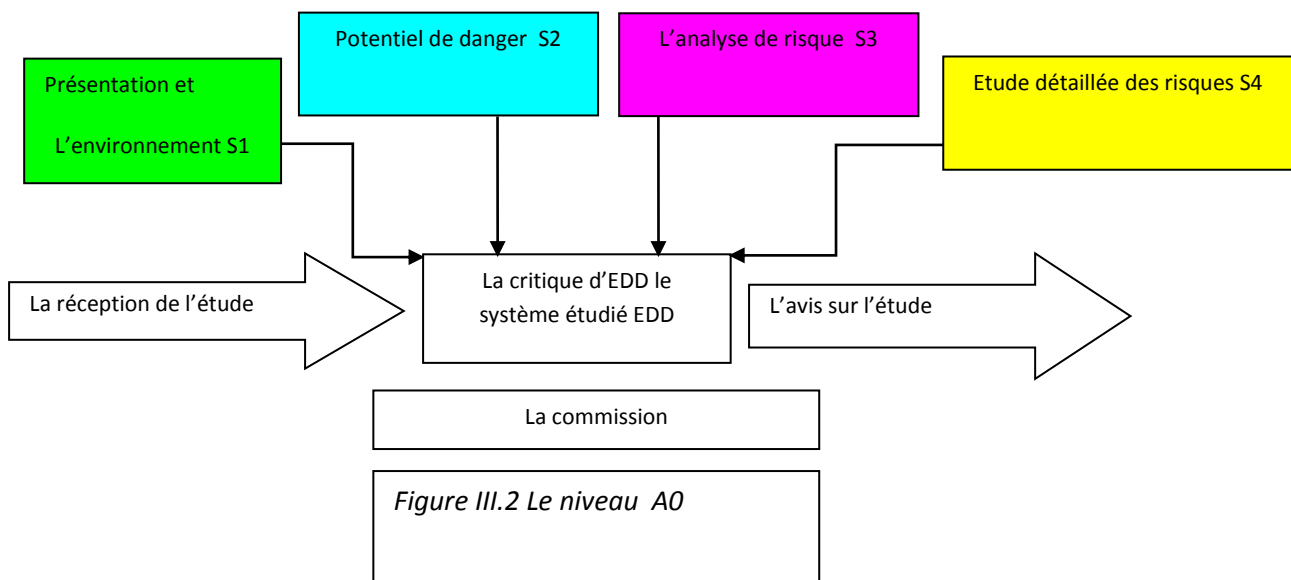 Potentiel de danger S2
L'analyse de risque S3
Présentation et
L'environnement S1
Etude détaillée des risques S4
La réception de l'étude
La critique d'EDD le
système étudié EDD
L'avis sur l'étude
La commission
Figure III.2 Le niveau A0